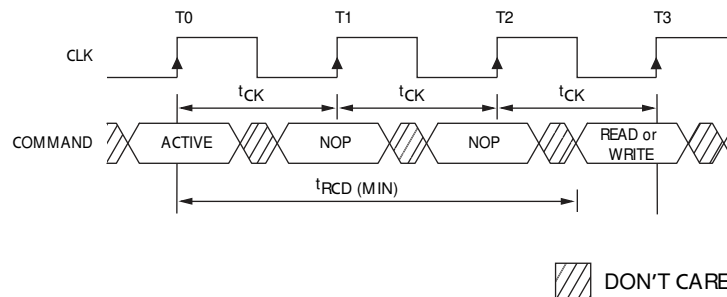 T0 T1 T2 T3
CLK
tCK tCK tCK
COMMAND ACTIVE NOP NOP READ or
WRITE
tRCD (MIN)
DON'T CARE